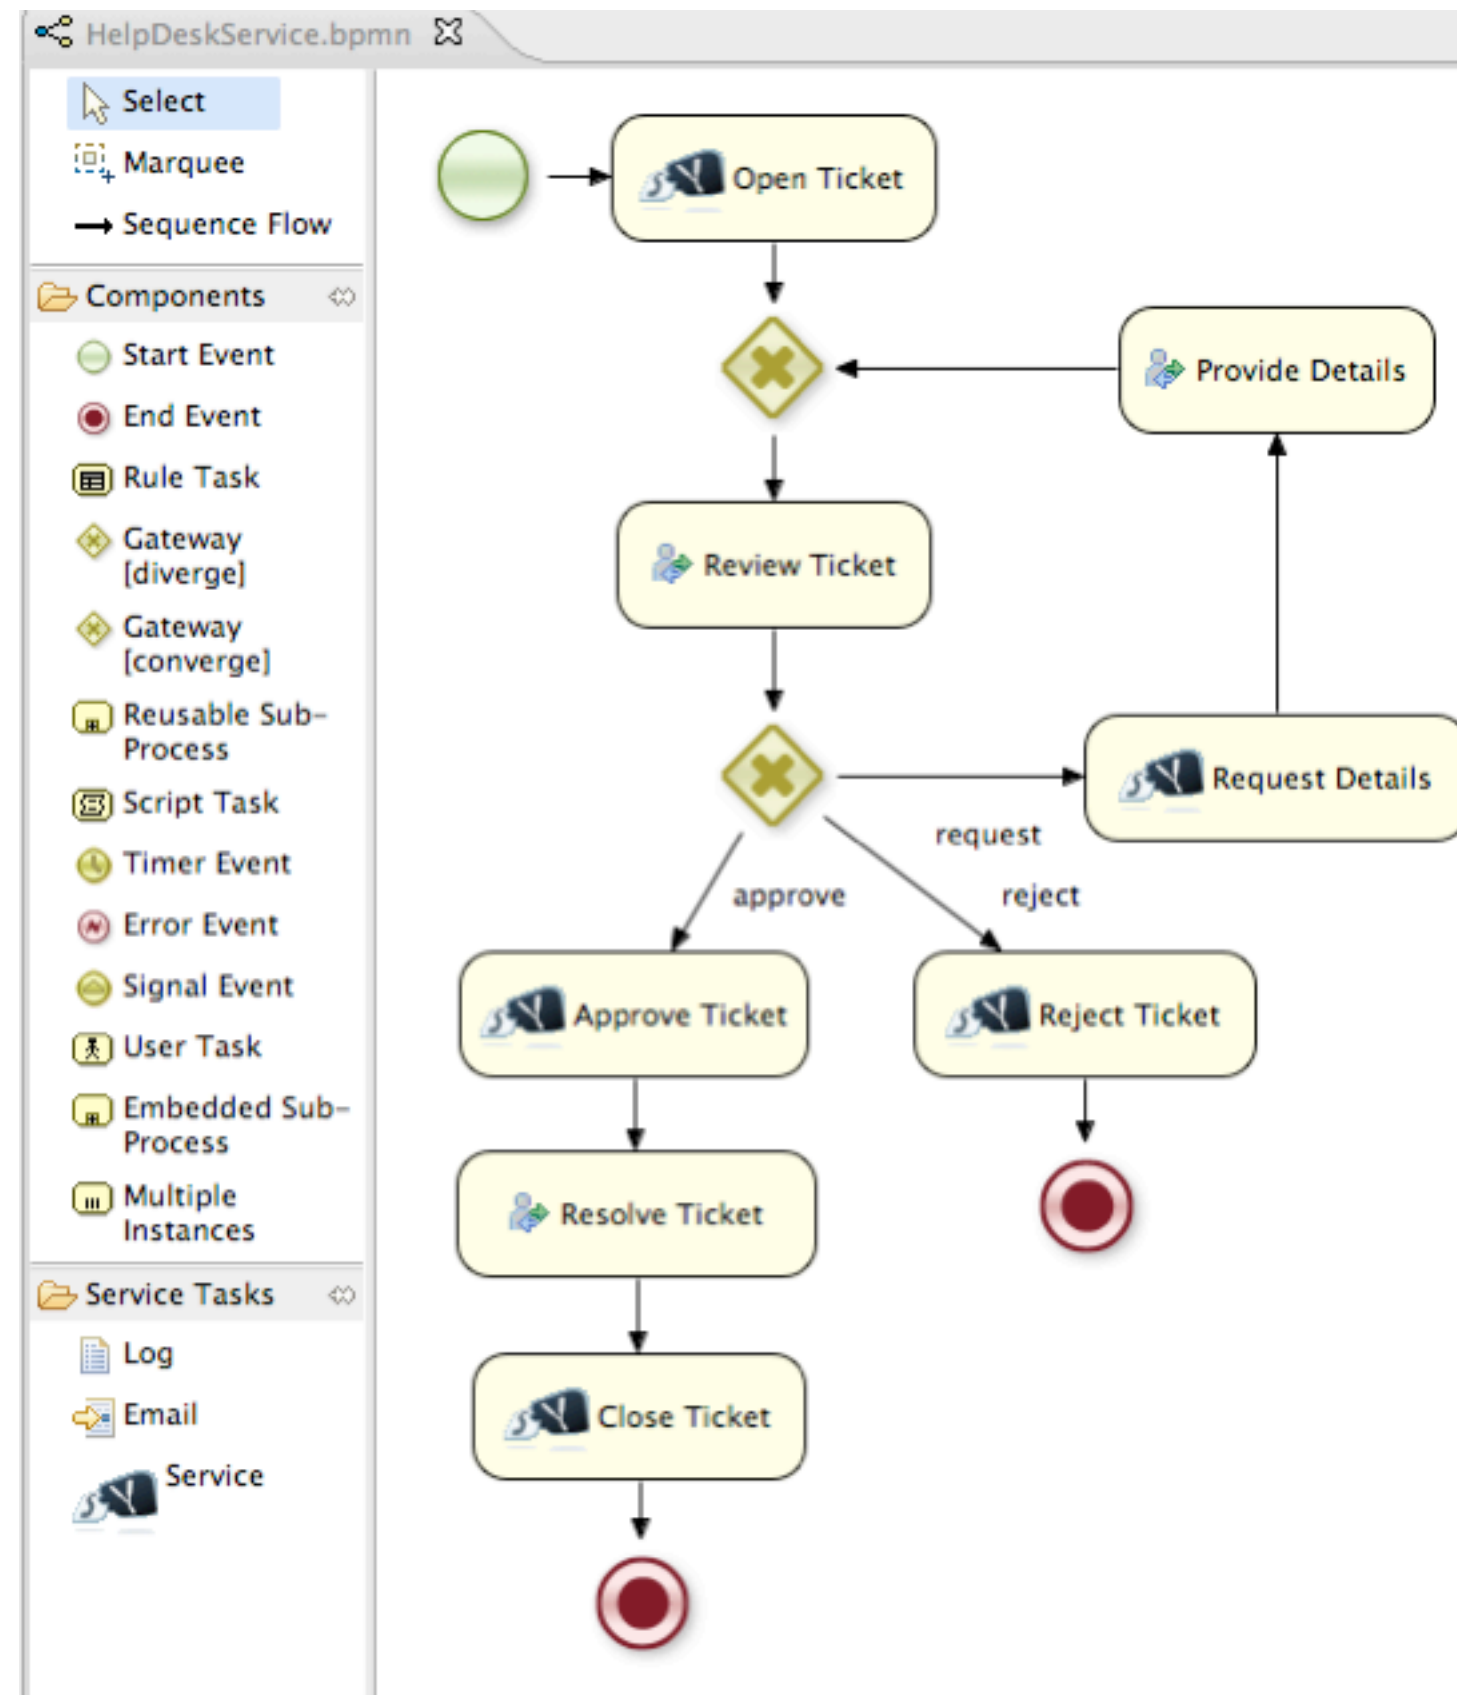 HelpDeskService.bpmn
Select
Marquee
Sequence Flow
Components
Start Event
End Event
Rule Task
Gateway
[diverge]
Gateway
[converge]
Reusable Sub-
Process
Script Task
Timer Event
Error Event
Signal Event
User Task
Embedded Sub-
Process
Multiple
Instances
Service Tasks
Log
Email
Service
Open Ticket
Provide Details
Review Ticket
Request Details
request
approve
reject
Approve Ticket
Reject Ticket
Resolve Ticket
Close Ticket